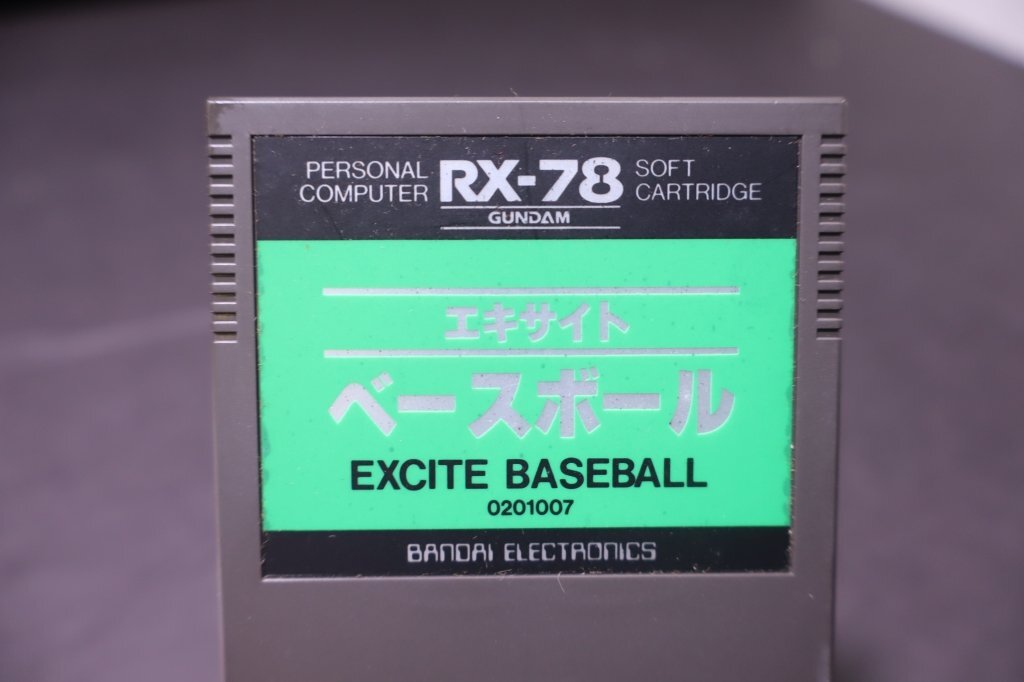 PERSONAL
COMPUTER
RX-78
GUNDAM
SOFT
CARTRIDGE
エキサイト
ベースボール
EXCITE BASEBALL
0201007
BANDAI ELECTRONICS